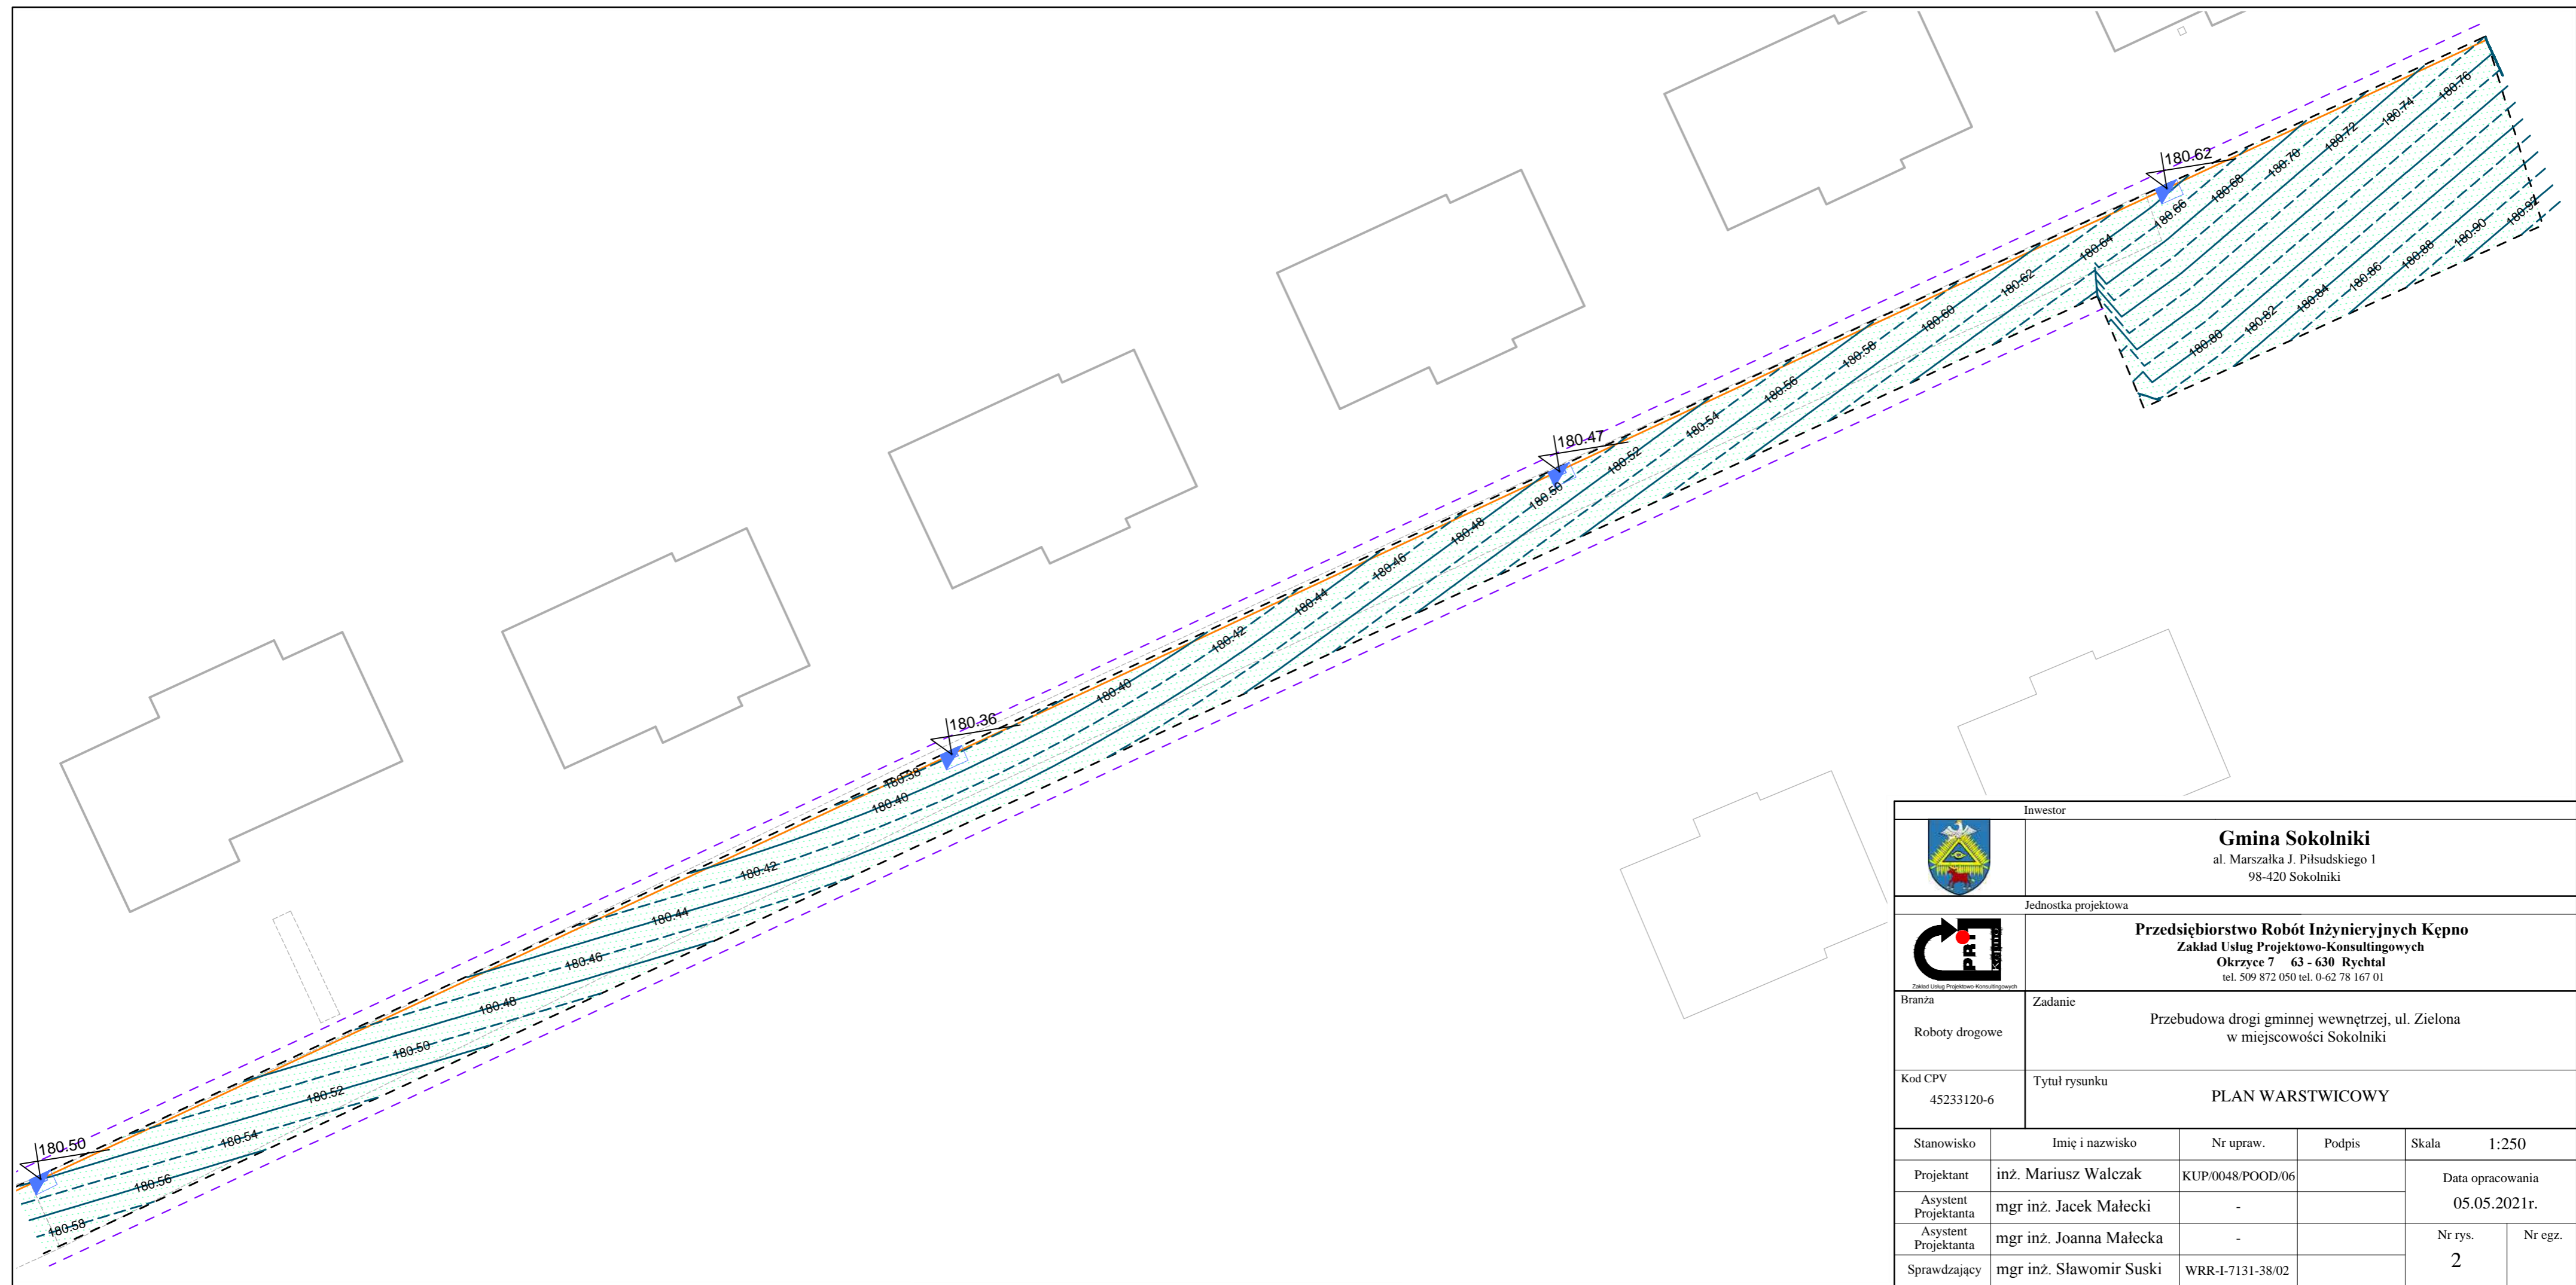 180.76
180.74
180.72
180.70
180.68
180.66
180.64
180.62
180.62
180.60
180.58
180.56
180.54
180.52
180.50
180.47
180.48
180.46
180.44
180.42
180.40
180.92
180.90
180.88
180.86
180.84
180.82
180.80
180.36
180.38
180.40
180.42
180.44
180.46
180.48
180.50
180.52
180.54
180.56
180.58
180.50
Inwestor
Gmina Sokolniki
al. Marszałka J. Piłsudskiego 1
98-420 Sokolniki
Jednostka projektowa
PRI
Zakład Usług Projektowo-Konsultingowych
Przedsiębiorstwo Robót Inżynieryjnych Kępno
Zakład Usług Projektowo-Konsultingowych
Okrzyce 7 63 - 630 Rychtal
tel. 509 872 050 tel. 0-62 78 167 01
Branża
Roboty drogowe
Zadanie
Przebudowa drogi gminnej wewnętrzej, ul. Zielona
w miejscowości Sokolniki
Kod CPV
45233120-6
Tytuł rysunku
PLAN WARSTWICOWY
Stanowisko Imię i nazwisko Nr upraw. Podpis Skala 1:250
Projektant inż. Mariusz Walczak KUP/0048/POOD/06
Data opracowania
05.05.2021r.
Asystent
Projektanta mgr inż. Jacek Małecki -
Asystent
Projektanta mgr inż. Joanna Małecka -
Nr rys. Nr egz.
2
Sprawdzający mgr inż. Sławomir Suski WRR-I-7131-38/02